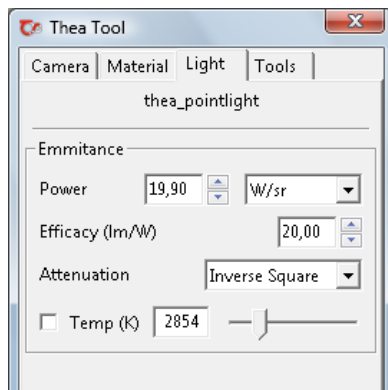 Thea Tool
Camera Material Light Tools
thea_pointlight
Emmitance
Power 19,90 W/sr
Efficacy (lm/W) 20,00
Attenuation Inverse Square
Temp (K) 2854